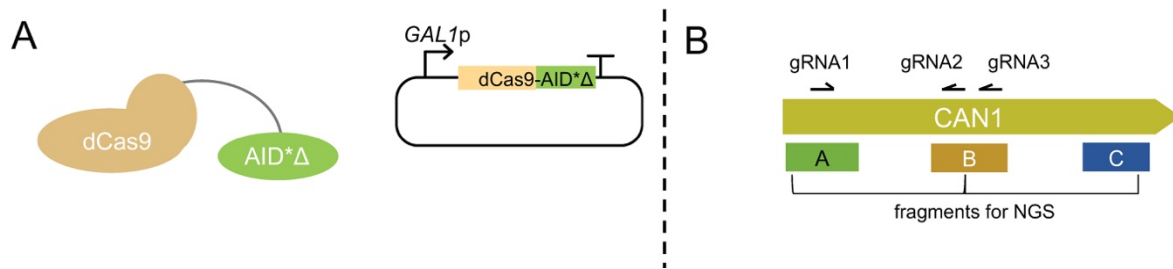 A
dCas9
AID*Δ
GAL1p
dCas9-AID*Δ
B
gRNA1
gRNA2
gRNA3
CAN1
A
B
C
fragments for NGS